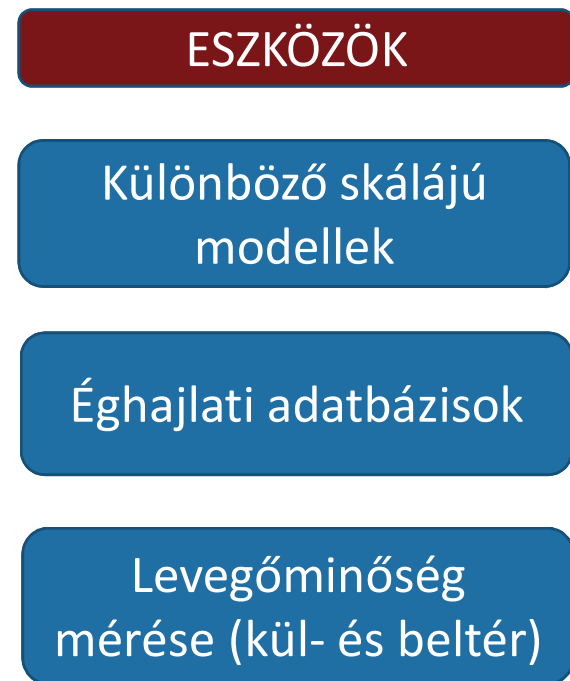 ESZKÖZÖK
Különböző skálájú
modellek
Éghajlati adatbázisok
Levegőminőség
mérése (kül- és beltér)